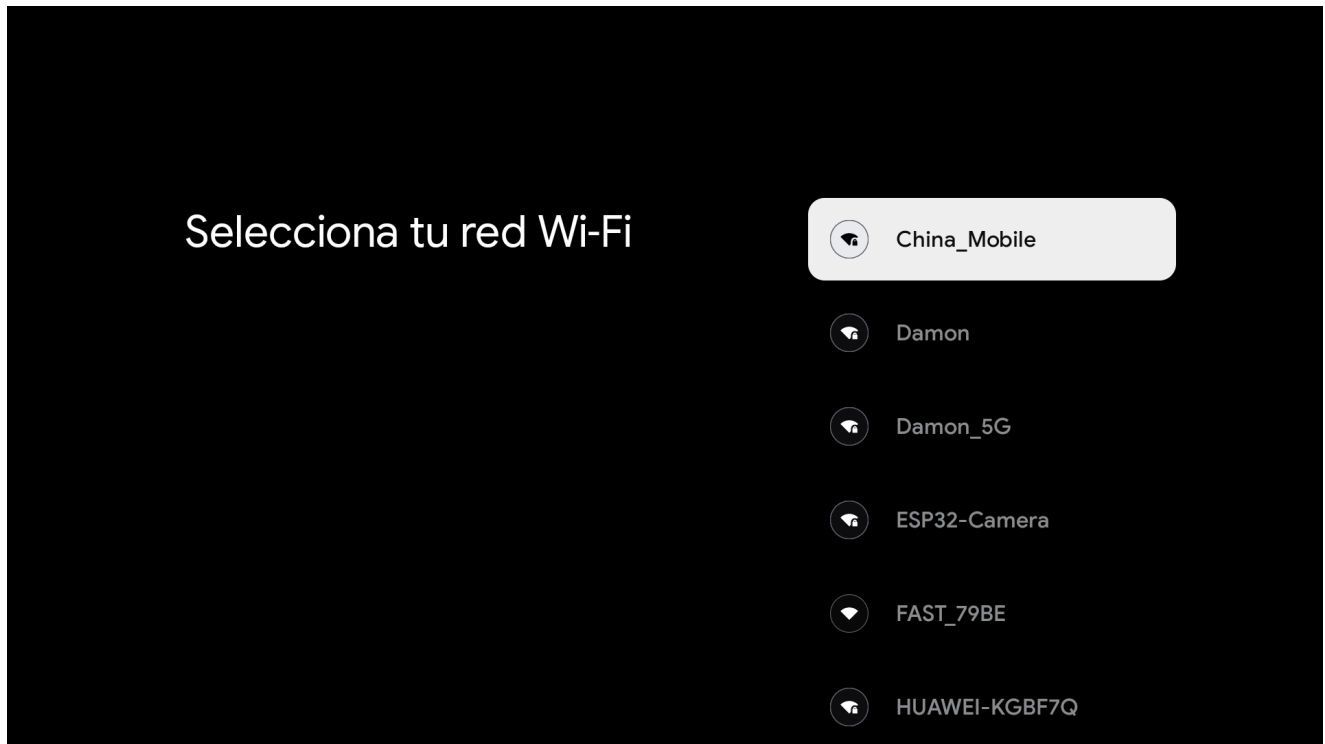 Selecciona tu red Wi-Fi
China_Mobile
Damon
Damon_5G
ESP32-Camera
FAST_79BE
HUAWEI-KGBF7Q